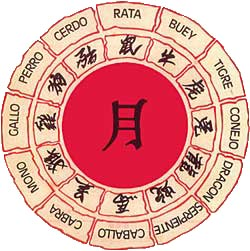 RATA
BUEY
TIGRE
CONEJO
DRAGON
SERPIENTE
CABALLO
CABRA
MONO
GALLO
PERRO
CERDO
鼠
牛
虎
兔
龍
蛇
馬
羊
猴
雞
狗
豬
月